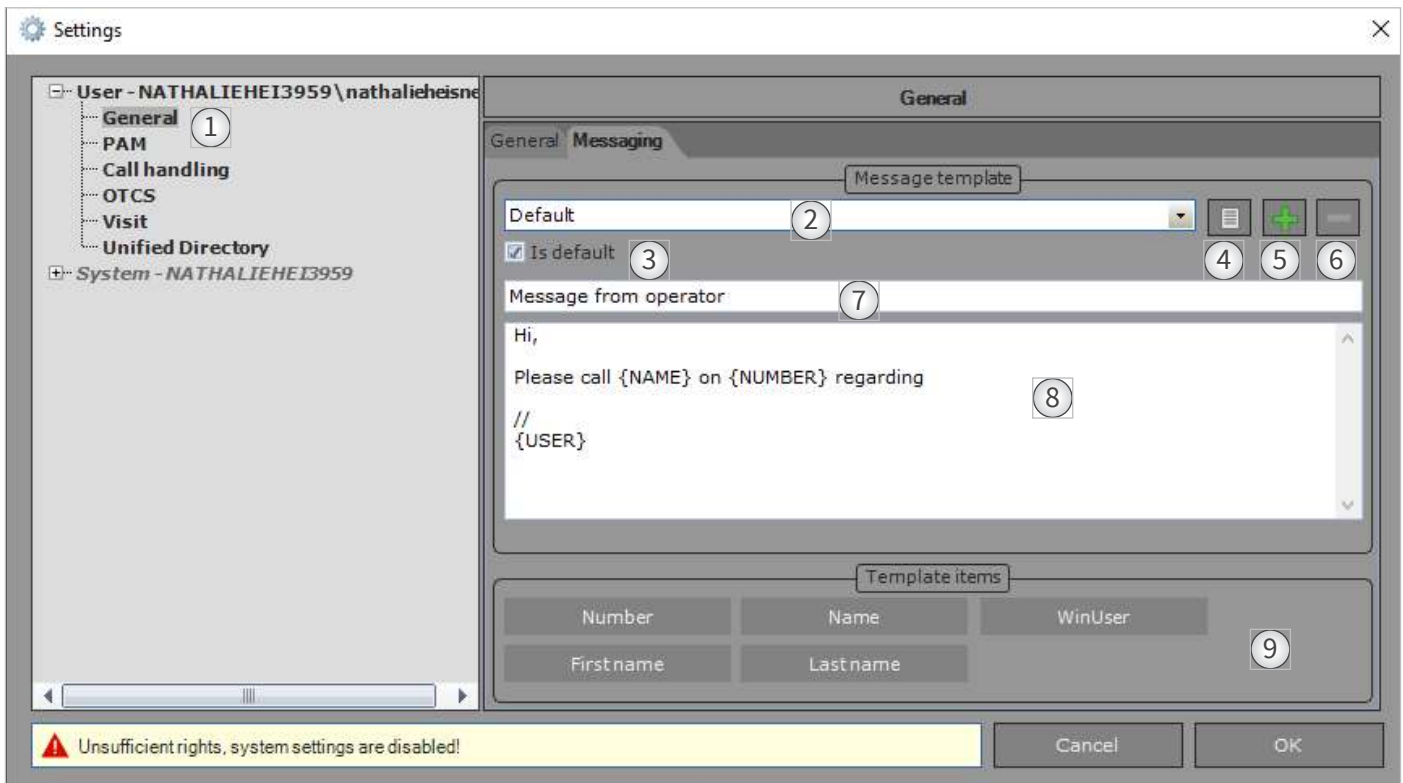 Settings
User - NATHALIEHEI3959\nathalieheisne
General
1
PAM
Call handling
OTCS
Visit
Unified Directory
System - NATHALIEHEI3959
General
General Messaging
Message template
Default
2
Is default
3
4
5
6
Message from operator
7
Hi,
Please call {NAME} on {NUMBER} regarding
8
//
{USER}
Template items
Number Name WinUser
First name Last name
9
Unsufficient rights, system settings are disabled!
Cancel OK